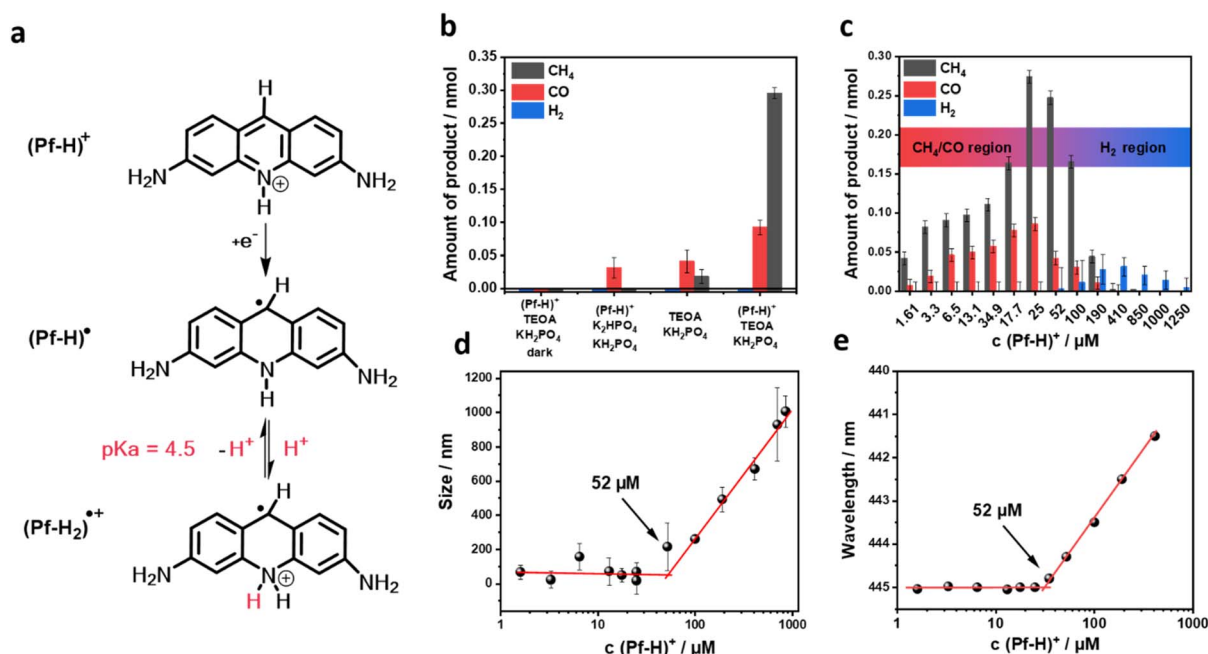 a
H
(Pf-H)⁺
H₂N
N
⊕
NH₂
H
+e⁻
H
(Pf-H)•
H₂N
N
NH₂
H
pKa = 4.5
-H⁺
H⁺
H
(Pf-H₂)•⁺
H₂N
N
⊕
NH₂
H
H
b
Amount of product / nmol
0.35
0.30
0.25
0.20
0.15
0.10
0.05
0.00
CH₄
CO
H₂
(Pf-H)⁺
TEOA
KH₂PO₄
dark
(Pf-H)⁺
K₂HPO₄
KH₂PO₄
TEOA
KH₂PO₄
(Pf-H)⁺
TEOA
KH₂PO₄
c
Amount of product / nmol
0.30
0.25
0.20
0.15
0.10
0.05
0.00
CH₄
CO
H₂
CH₄/CO region
H₂ region
1.61
3.3
6.5
13.1
34.9
17.7
25
52
100
190
410
850
1000
1250
c (Pf-H)⁺ / µM
d
Size / nm
1000
800
600
400
200
0
52 µM
1
10
100
1000
c (Pf-H)⁺ / µM
e
Wavelength / nm
440
441
442
443
444
445
52 µM
1
10
100
1000
c (Pf-H)⁺ / µM